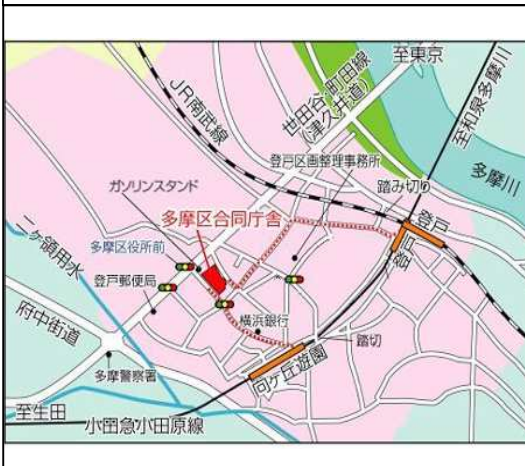 至東京
世田谷町田線
(津久井道)
JR南武線
至和泉多摩川
登戸区画整理事務所
多摩川
ガソリンスタンド
踏み切り
多摩区合同庁舎
登戸
登戸
多摩区役所前
二ヶ領用水
登戸郵便局
府中街道
横浜銀行
踏切
向ヶ丘遊園
多摩警察署
至生田
小田急小田原線